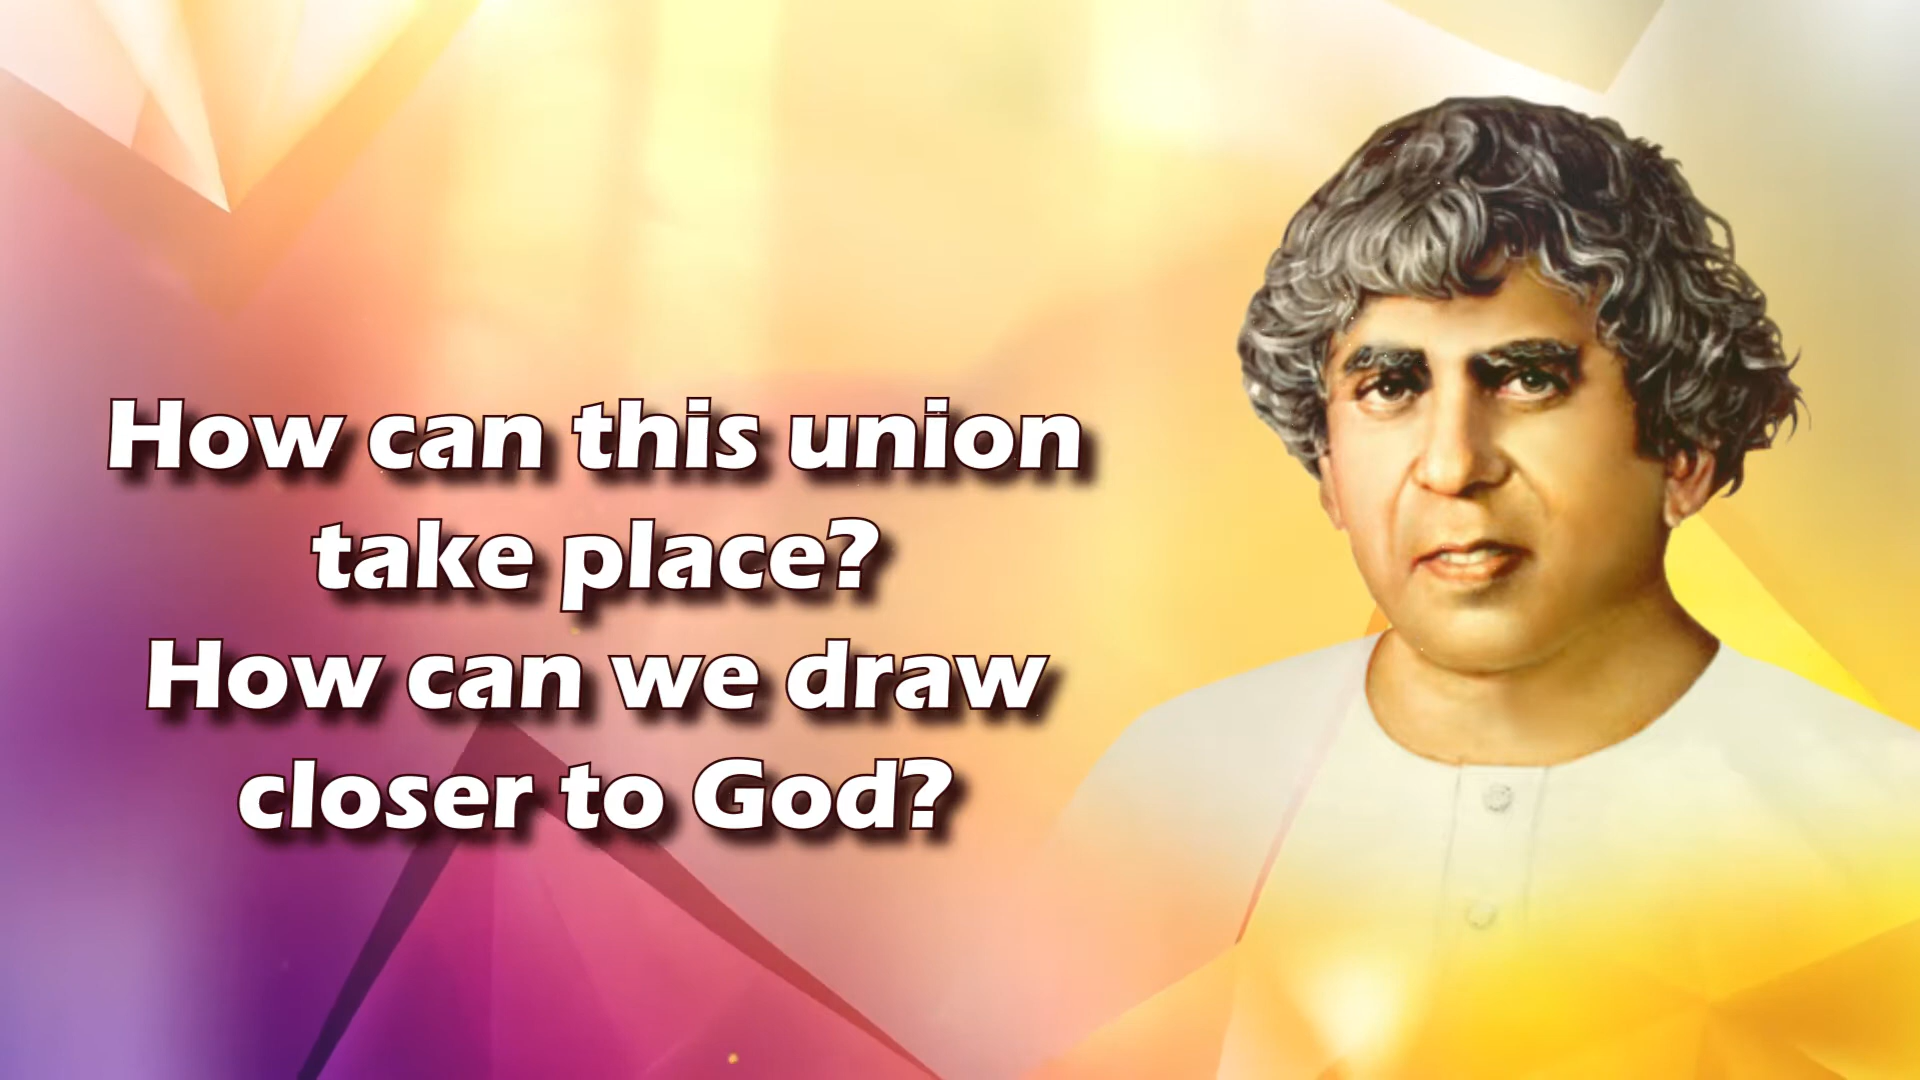 How can this union
take place?
How can we draw
closer to God?